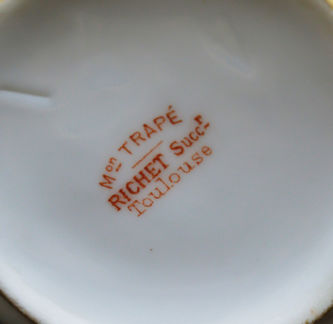 Mon TRAPÉ
RICHET Succr
Toulouse